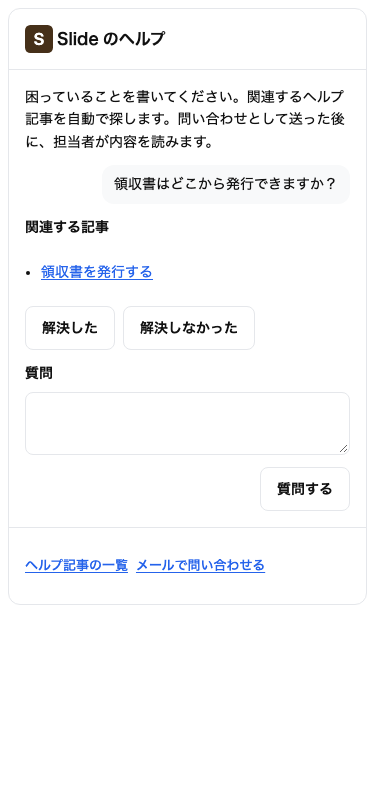 S Slide のヘルプ
困っていることを書いてください。関連するヘルプ
記事を自動で探します。問い合わせとして送った後
に、担当者が内容を読みます。
領収書はどこから発行できますか？
関連する記事
• 領収書を発行する
解決した 解決しなかった
質問
質問する
ヘルプ記事の一覧 メールで問い合わせる